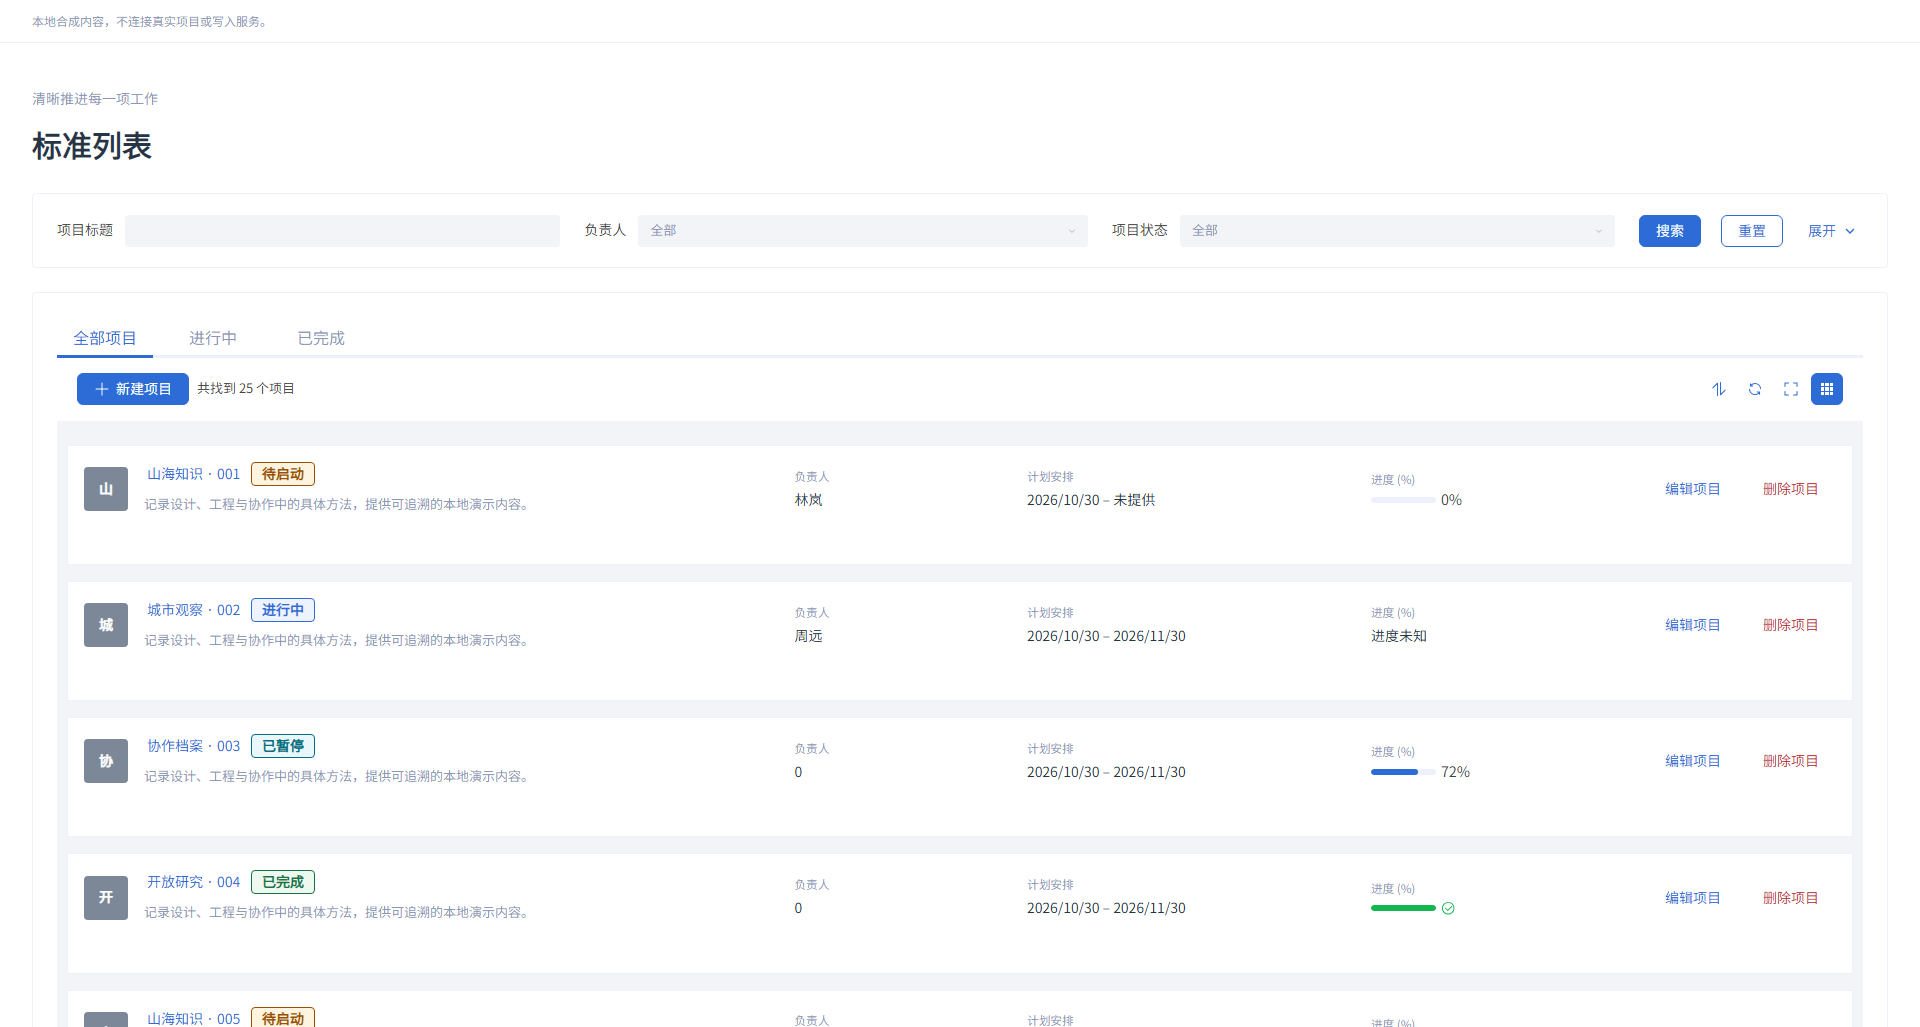 本地合成内容，不连接真实项目或写入服务。
清晰推进每一项工作
标准列表
项目标题 负责人 全部 项目状态 全部 搜索 重置 展开
全部项目 进行中 已完成
新建项目 共找到 25 个项目
山 山海知识 · 001 待启动
记录设计、工程与协作中的具体方法，提供可追溯的本地演示内容。
负责人
林岚
计划安排
2026/10/30 – 未提供
进度 (%)
0%
编辑项目 删除项目
城 城市观察 · 002 进行中
记录设计、工程与协作中的具体方法，提供可追溯的本地演示内容。
负责人
周远
计划安排
2026/10/30 – 2026/11/30
进度 (%)
进度未知
编辑项目 删除项目
协 协作档案 · 003 已暂停
记录设计、工程与协作中的具体方法，提供可追溯的本地演示内容。
负责人
0
计划安排
2026/10/30 – 2026/11/30
进度 (%)
72%
编辑项目 删除项目
开 开放研究 · 004 已完成
记录设计、工程与协作中的具体方法，提供可追溯的本地演示内容。
负责人
0
计划安排
2026/10/30 – 2026/11/30
进度 (%)
编辑项目 删除项目
山海知识 · 005 待启动
负责人
计划安排
进度 (%)